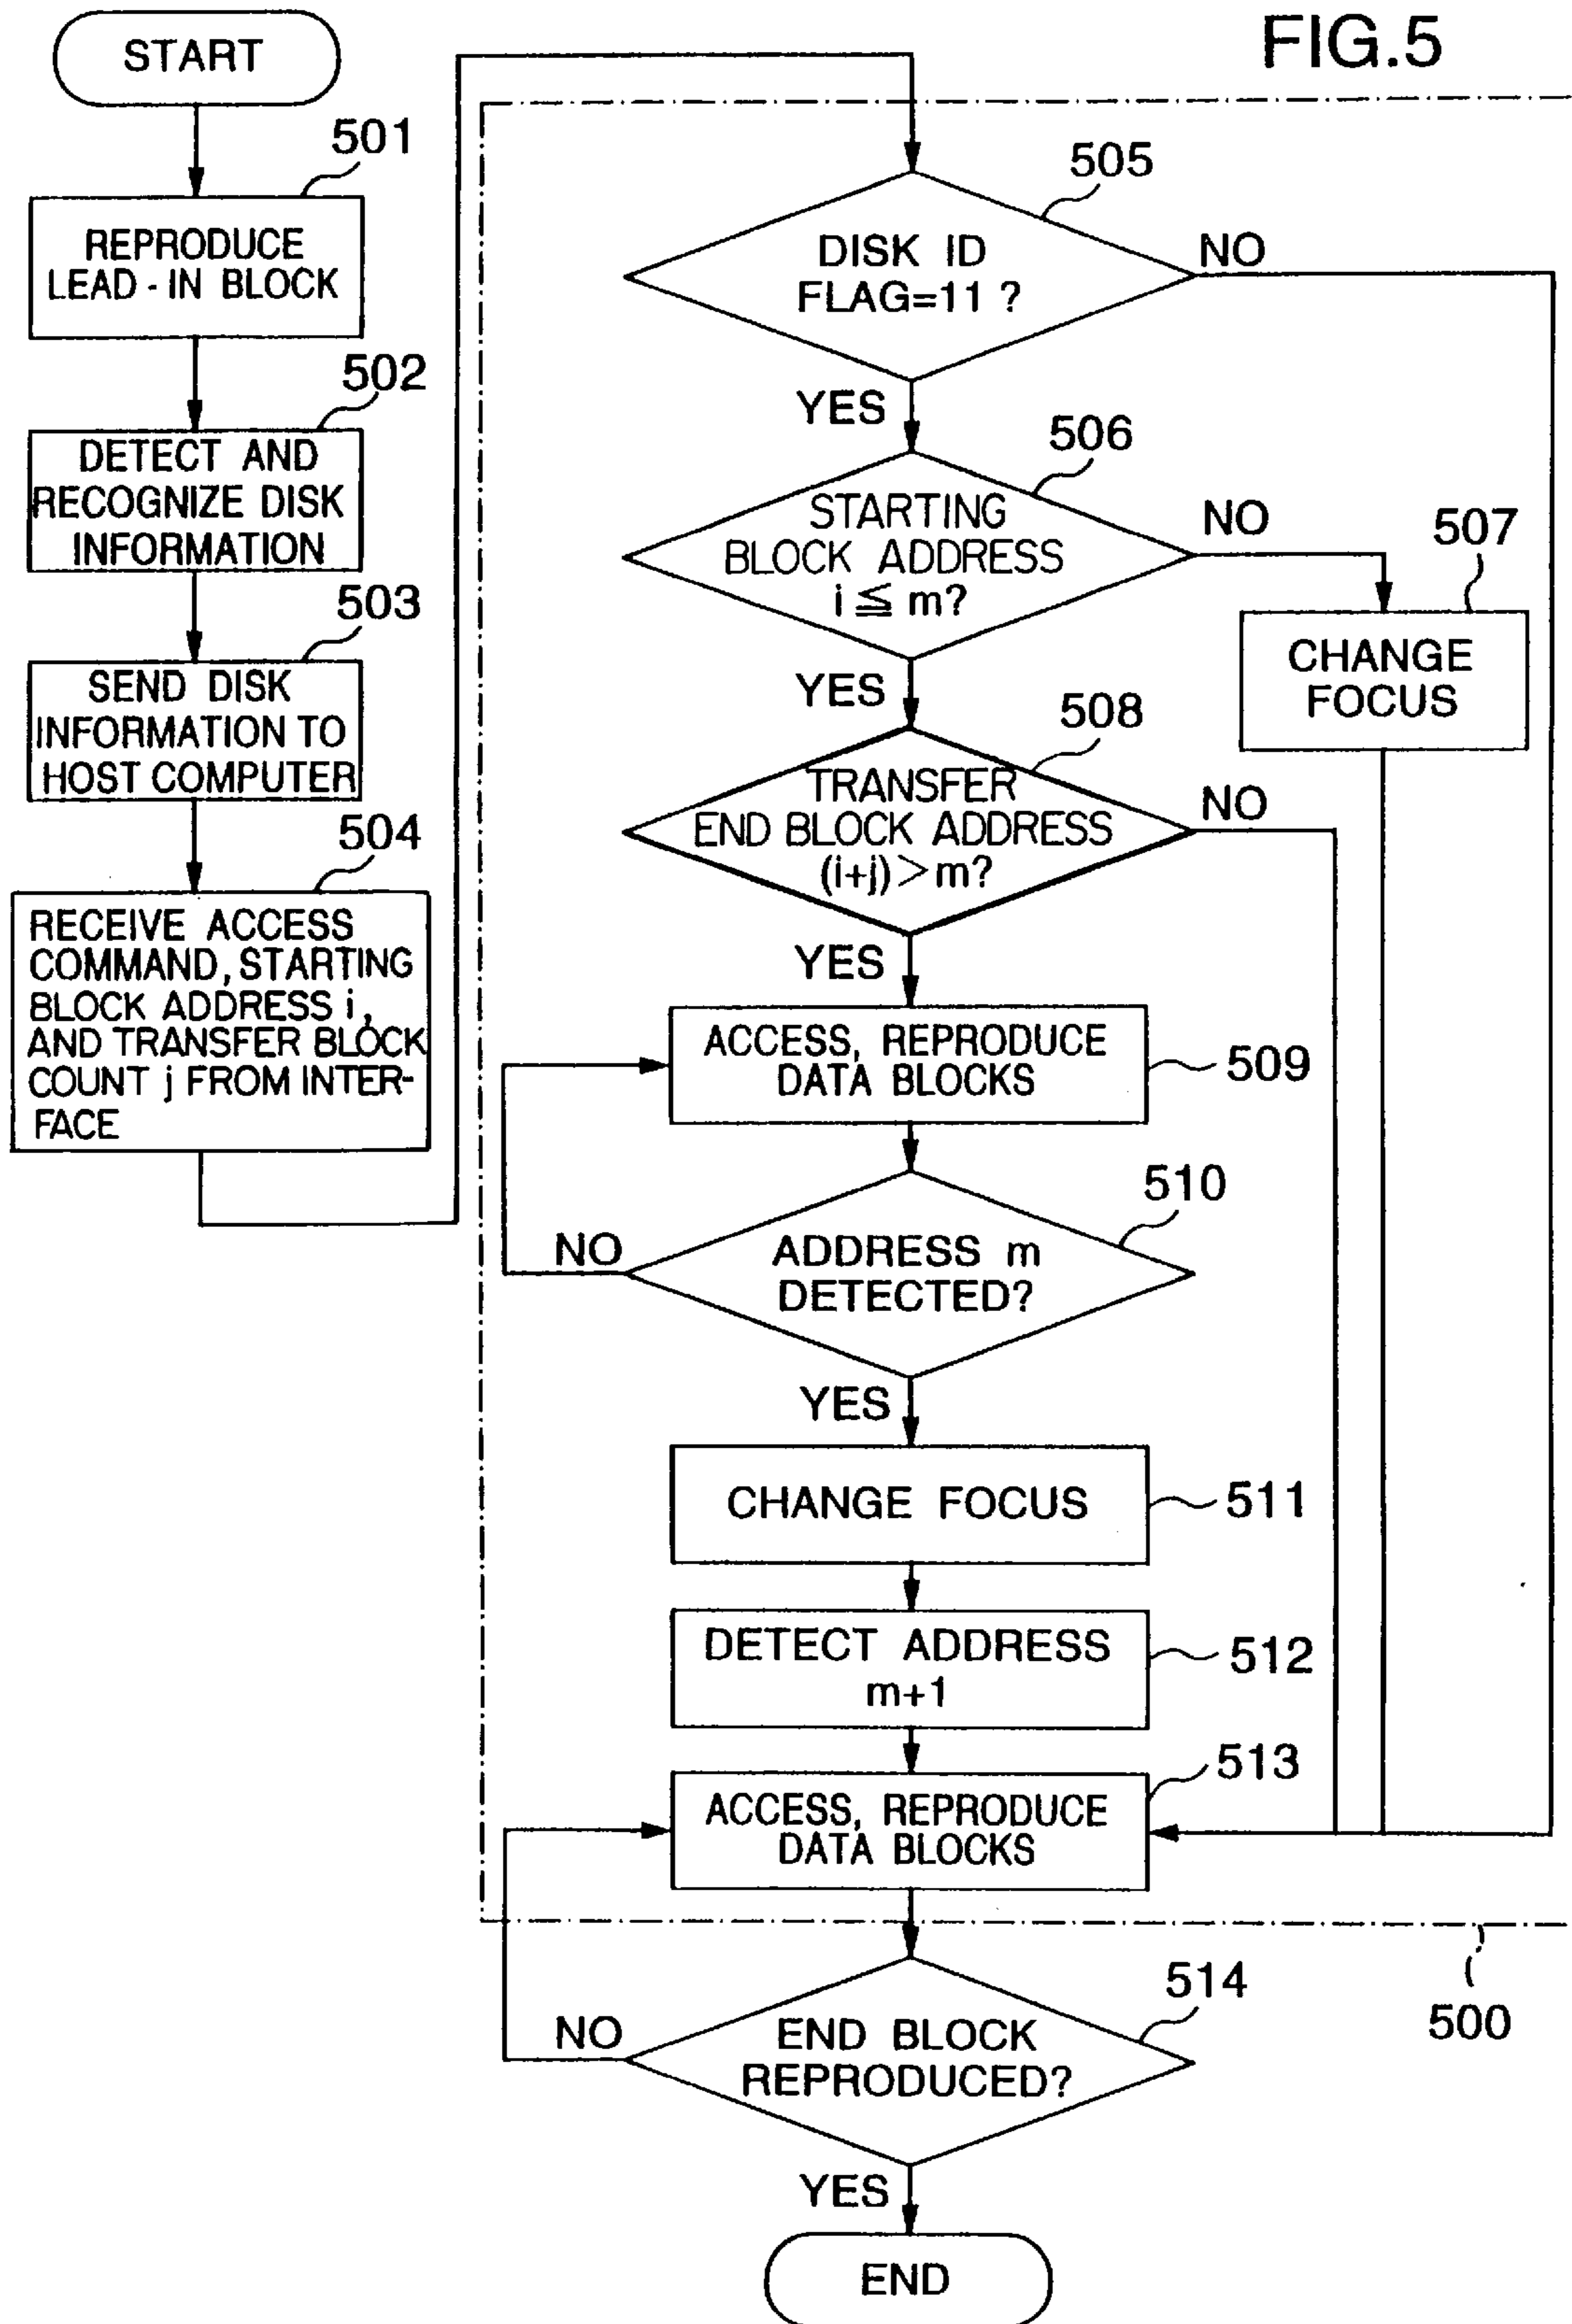 FIG.5
START
501
REPRODUCE
LEAD-IN BLOCK
502
DETECT AND
RECOGNIZE DISK
INFORMATION
503
SEND DISK
INFORMATION TO
HOST COMPUTER
504
RECEIVE ACCESS
COMMAND, STARTING
BLOCK ADDRESS i,
AND TRANSFER BLOCK
COUNT j FROM INTER-
FACE
505
DISK ID
FLAG=11 ?
NO
YES
506
STARTING
BLOCK ADDRESS
i ≦ m?
NO
507
CHANGE
FOCUS
YES
508
TRANSFER
END BLOCK ADDRESS
(i+j) > m?
NO
YES
ACCESS, REPRODUCE
DATA BLOCKS
509
510
ADDRESS m
DETECTED?
NO
YES
CHANGE FOCUS
511
DETECT ADDRESS
m+1
512
513
ACCESS, REPRODUCE
DATA BLOCKS
500
514
END BLOCK
REPRODUCED?
NO
YES
END